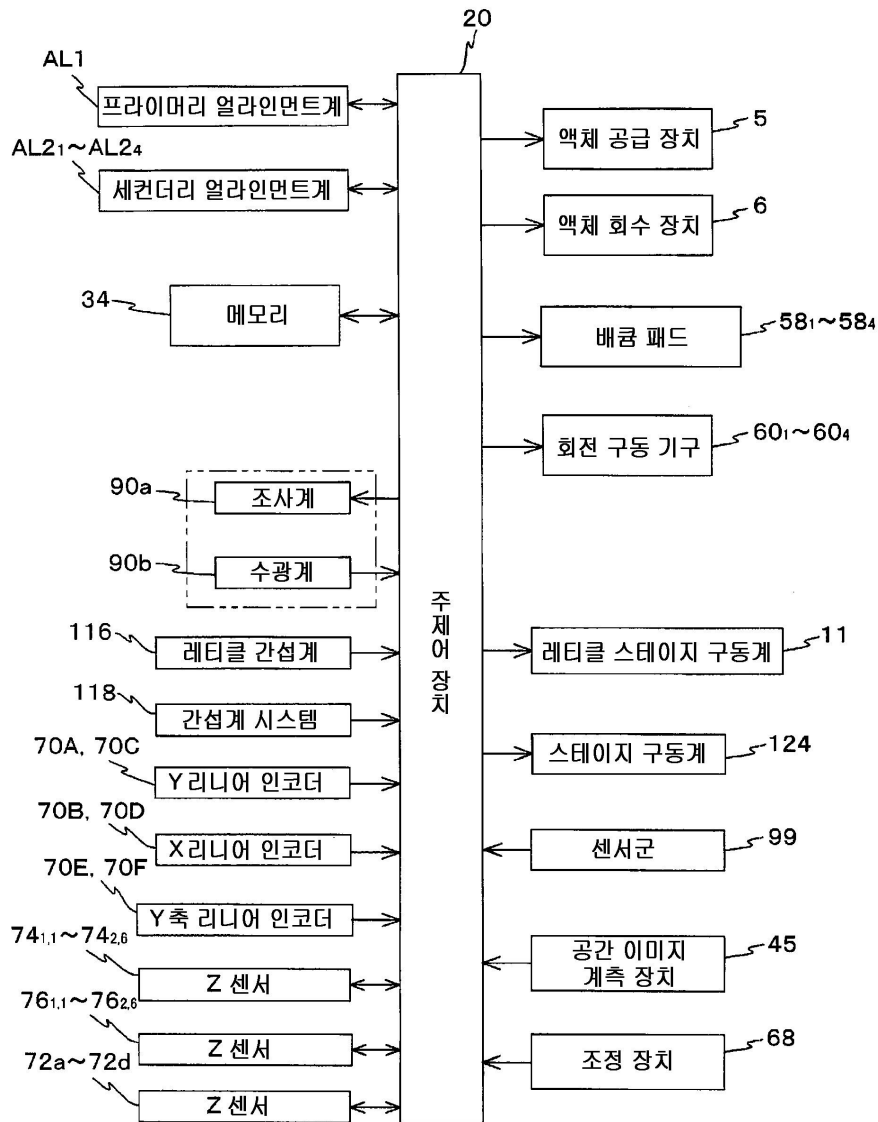 20
AL1
프라이머리 얼라인먼트계
AL2₁~AL2₄
세컨더리 얼라인먼트계
34
메모리
90a
조사계
90b
수광계
116
레티클 간섭계
118
간섭계 시스템
70A, 70C
Y 리니어 인코더
70B, 70D
X 리니어 인코더
70E, 70F
Y축 리니어 인코더
74₁,₁~74₂,₆
Z 센서
76₁,₁~76₂,₆
Z 센서
72a~72d
Z 센서
주제어 장치
액체 공급 장치
5
액체 회수 장치
6
배큠 패드
58₁~58₄
회전 구동 기구
60₁~60₄
레티클 스테이지 구동계
11
스테이지 구동계
124
센서군
99
공간 이미지
계측 장치
45
조정 장치
68